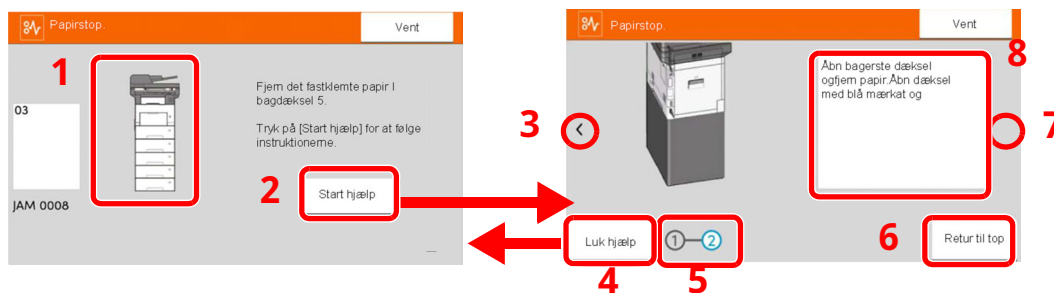 Papirstop.
Vent
1
03
JAM 0008
Fjern det fastklemte papir I
bagdæksel 5.
Tryk på [Start hjælp] for at følge
instruktionerne.
2
Start hjælp
Papirstop.
Vent
8
Åbn bagerste dæksel
ogfjern papir.Åbn dæksel
med blå mærkat og
3
<
7
Luk hjælp
1
2
6
Retur til top
4
5